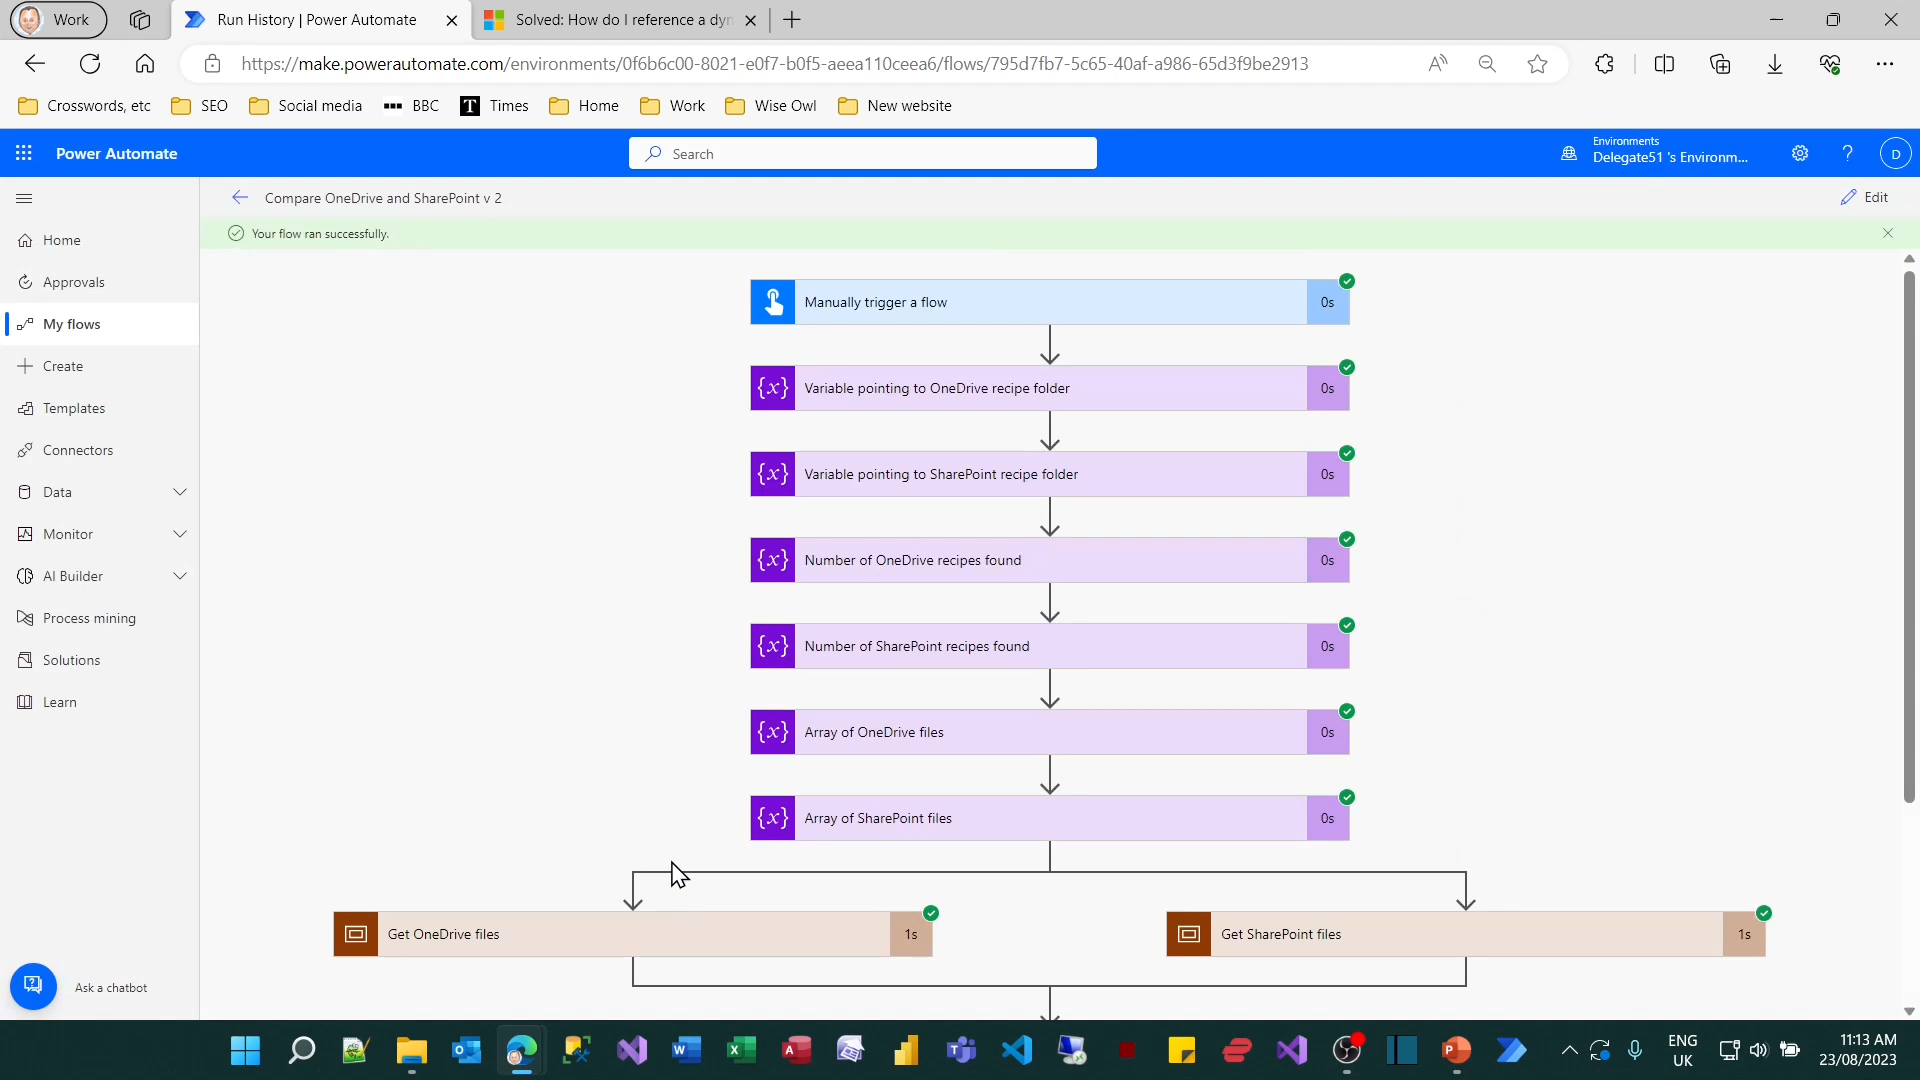 Work
Run History | Power Automate
Solved: How do I reference a dyn
https://make.powerautomate.com/environments/0f6b6c00-8021-e0f7-b0f5-aeea110ceea6/flows/795d7fb7-5c65-40af-a986-65d3f9be2913
Crosswords, etc
SEO
Social media
BBC
T Times
Home
Work
Wise Owl
New website
Power Automate
Search
Environments
Delegate51 's Environm...
?
D
Compare OneDrive and SharePoint v 2
Edit
Your flow ran successfully.
Home
Approvals
My flows
Create
Templates
Connectors
Data
Monitor
AI Builder
Process mining
Solutions
Learn
Ask a chatbot
Manually trigger a flow 0s
{x} Variable pointing to OneDrive recipe folder 0s
{x} Variable pointing to SharePoint recipe folder 0s
{x} Number of OneDrive recipes found 0s
{x} Number of SharePoint recipes found 0s
{x} Array of OneDrive files 0s
{x} Array of SharePoint files 0s
Get OneDrive files 1s
Get SharePoint files 1s
ENG
UK
11:13 AM
23/08/2023